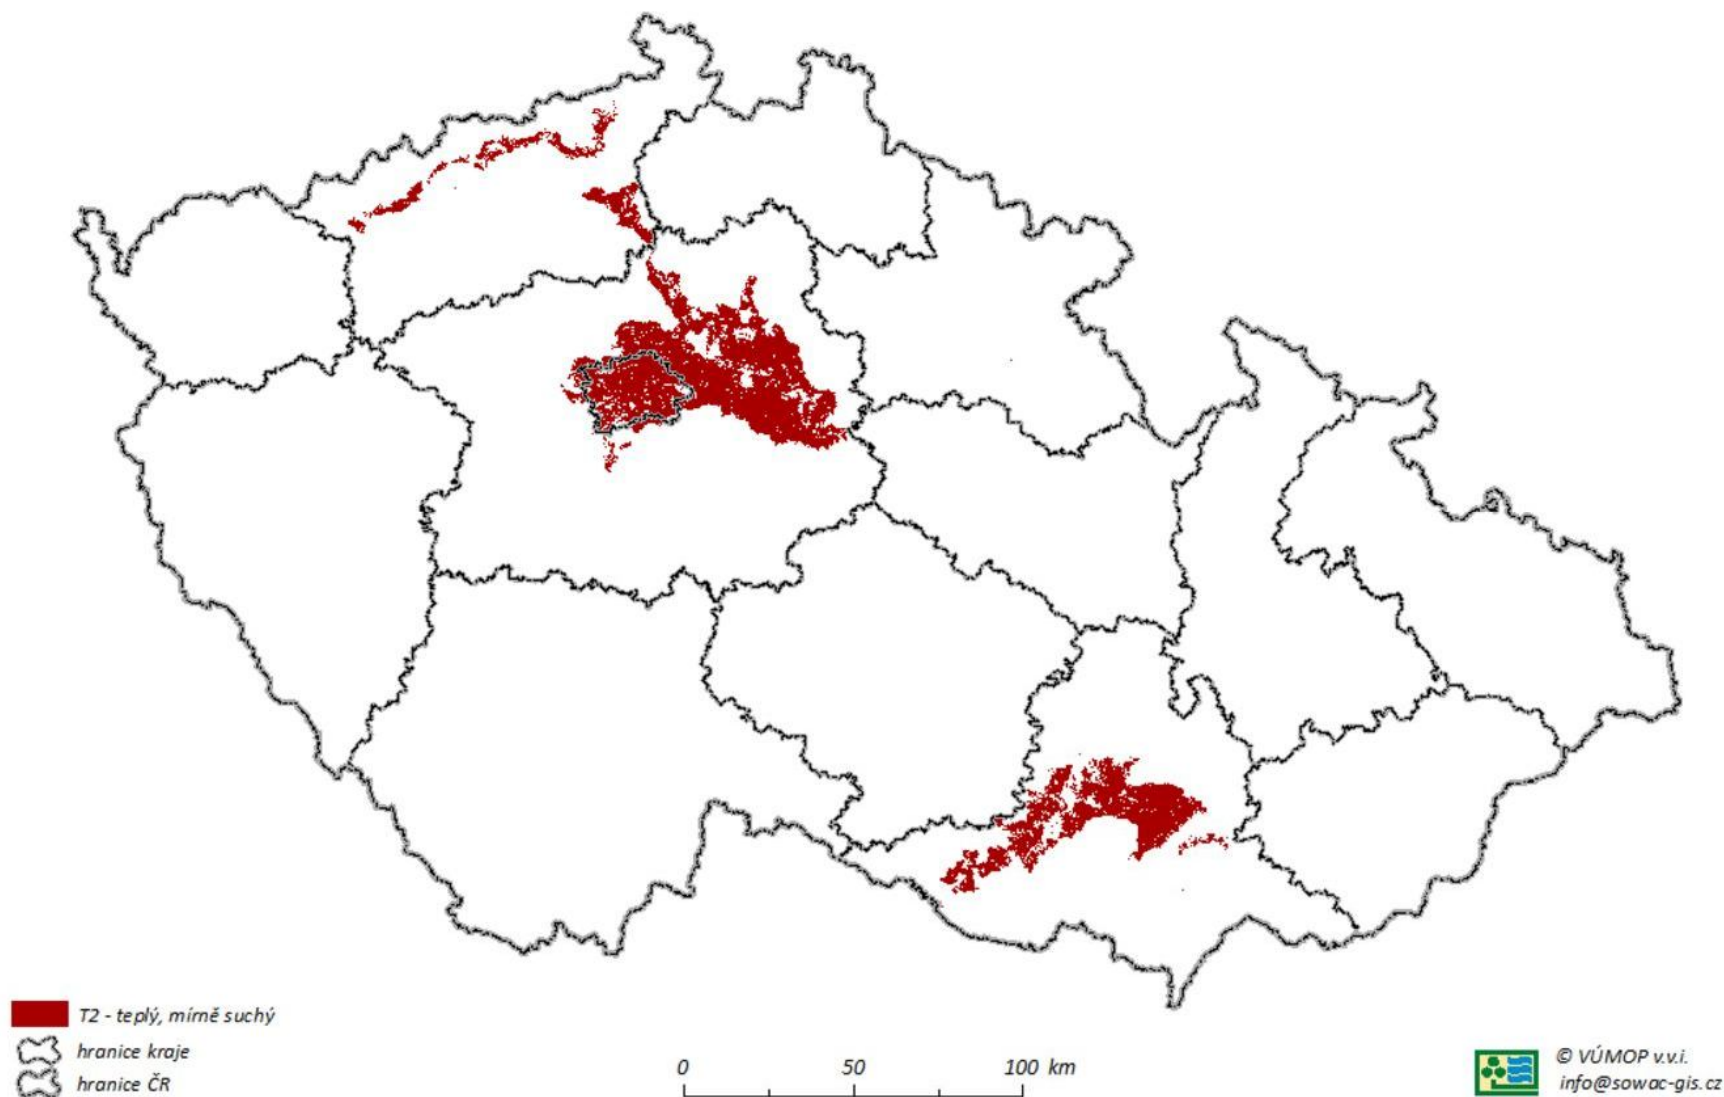 T2 - teplý, mírně suchý
hranice kraje
hranice ČR
0 50 100 km
© VÚMOP v.v.i.
info@sowac-gis.cz